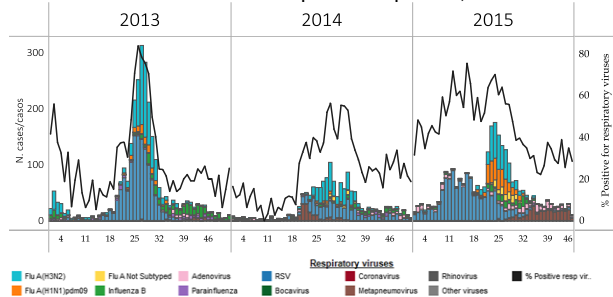 2013 2014 2015
300
200
100
0
N. cases/casos
80
60
40
20
0
% Positive for respiratory viruses
4 11 18 25 32 39 46 4 11 18 25 32 39 46 4 11 18 25 32 39 46
Respiratory viruses
Flu A(H3N2) Flu A Not Subtyped Adenovirus RSV Coronavirus Rhinovirus % Positive resp vir..
Flu A(H1N1)pdm09 Influenza B Parainfluenza Bocavirus Metapneumovirus Other viruses